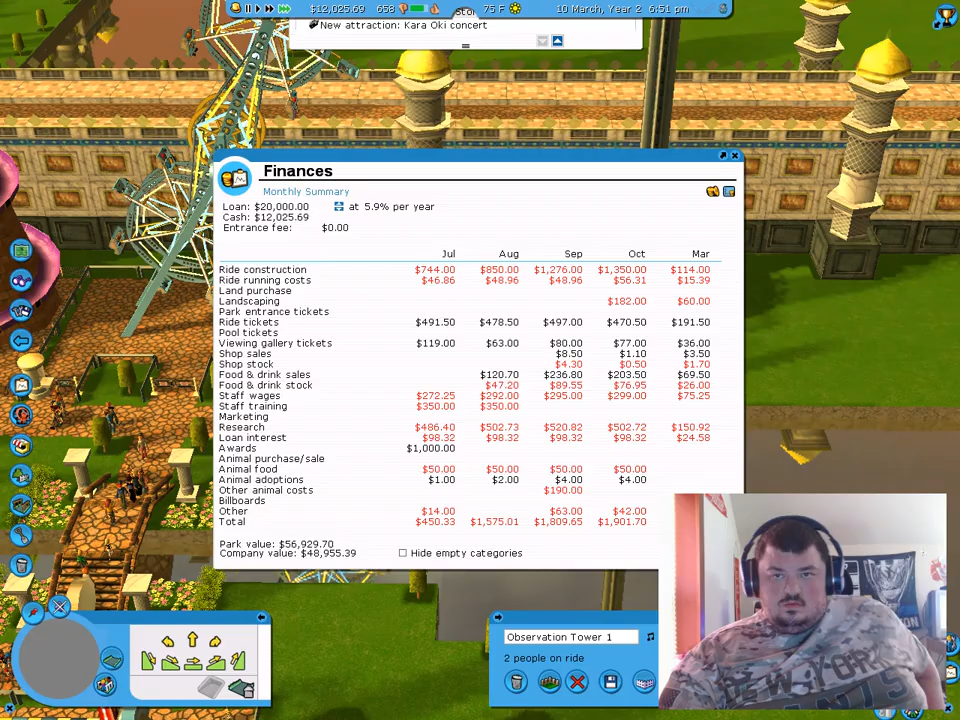 $12,025.69 658 75 F 10 March, Year 2 6:51 pm
New attraction: Kara Oki concert
Finances
Monthly Summary
Loan: $20,000.00 at 5.9% per year
Cash: $12,025.69
Entrance fee: $0.00
Jul Aug Sep Oct Mar
Ride construction $744.00 $850.00 $1,276.00 $1,350.00 $114.00
Ride running costs $46.86 $48.96 $48.96 $56.31 $15.39
Land purchase
Landscaping $182.00 $60.00
Park entrance tickets
Ride tickets $491.50 $478.50 $497.00 $470.50 $191.50
Pool tickets
Viewing gallery tickets $119.00 $63.00 $80.00 $77.00 $36.00
Shop sales $8.50 $1.10 $3.50
Shop stock $4.30 $0.50 $1.70
Food & drink sales $120.70 $236.80 $203.50 $69.50
Food & drink stock $47.20 $89.55 $76.95 $26.00
Staff wages $272.25 $292.00 $295.00 $299.00 $75.25
Staff training $350.00 $350.00
Marketing
Research $486.40 $502.73 $520.82 $502.72 $150.92
Loan interest $98.32 $98.32 $98.32 $98.32 $24.58
Awards $1,000.00
Animal purchase/sale
Animal food $50.00 $50.00 $50.00 $50.00
Animal adoptions $1.00 $2.00 $4.00 $4.00
Other animal costs $190.00
Billboards
Other $14.00 $63.00 $42.00
Total $450.33 $1,575.01 $1,809.65 $1,901.70
Park value: $56,929.70
Company value: $48,955.39 Hide empty categories
Observation Tower 1
2 people on ride
NEW YORK